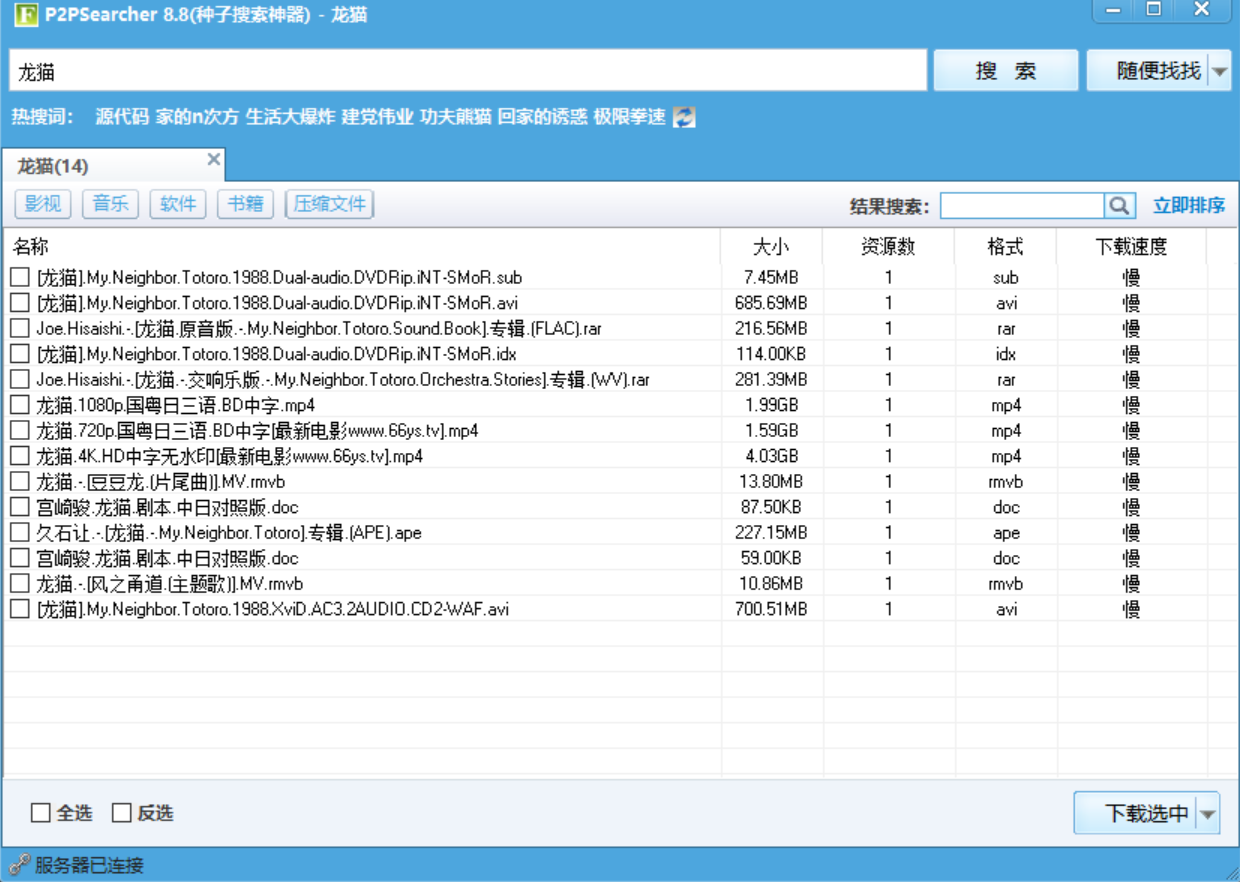 P2PSearcher 8.8(种子搜索神器) - 龙猫
龙猫 搜 索 随便找找
热搜词： 源代码 家的n次方 生活大爆炸 建党伟业 功夫熊猫 回家的诱惑 极限拳速
龙猫(14)
影视 音乐 软件 书籍 压缩文件 结果搜索: 立即排序
名称 大小 资源数 格式 下载速度
[龙猫].My.Neighbor.Totoro.1988.Dual-audio.DVDRip.iNT-SMoR.sub 7.45MB 1 sub 慢
[龙猫].My.Neighbor.Totoro.1988.Dual-audio.DVDRip.iNT-SMoR.avi 685.69MB 1 avi 慢
Joe.Hisaishi.-.[龙猫.原音版.-.My.Neighbor.Totoro.Sound.Book].专辑.(FLAC).rar 216.56MB 1 rar 慢
[龙猫].My.Neighbor.Totoro.1988.Dual-audio.DVDRip.iNT-SMoR.idx 114.00KB 1 idx 慢
Joe.Hisaishi.-.[龙猫.-.交响乐版.-.My.Neighbor.Totoro.Orchestra.Stories].专辑.(WV).rar 281.39MB 1 rar 慢
龙猫.1080p.国粤日三语.BD中字.mp4 1.99GB 1 mp4 慢
龙猫.720p.国粤日三语.BD中字[最新电影www.66ys.tv].mp4 1.59GB 1 mp4 慢
龙猫.4K.HD中字无水印[最新电影www.66ys.tv].mp4 4.03GB 1 mp4 慢
龙猫.-.[豆豆龙.(片尾曲)].MV.rmvb 13.80MB 1 rmvb 慢
宫崎骏.龙猫.剧本.中日对照版.doc 87.50KB 1 doc 慢
久石让.-.[龙猫.-.My.Neighbor.Totoro].专辑.(APE).ape 227.15MB 1 ape 慢
宫崎骏.龙猫.剧本.中日对照版.doc 59.00KB 1 doc 慢
龙猫.-.[风之甬道.(主题歌)].MV.rmvb 10.86MB 1 rmvb 慢
[龙猫].My.Neighbor.Totoro.1988.XviD.AC3.2AUDIO.CD2-WAF.avi 700.51MB 1 avi 慢
全选 反选 下载选中
服务器已连接